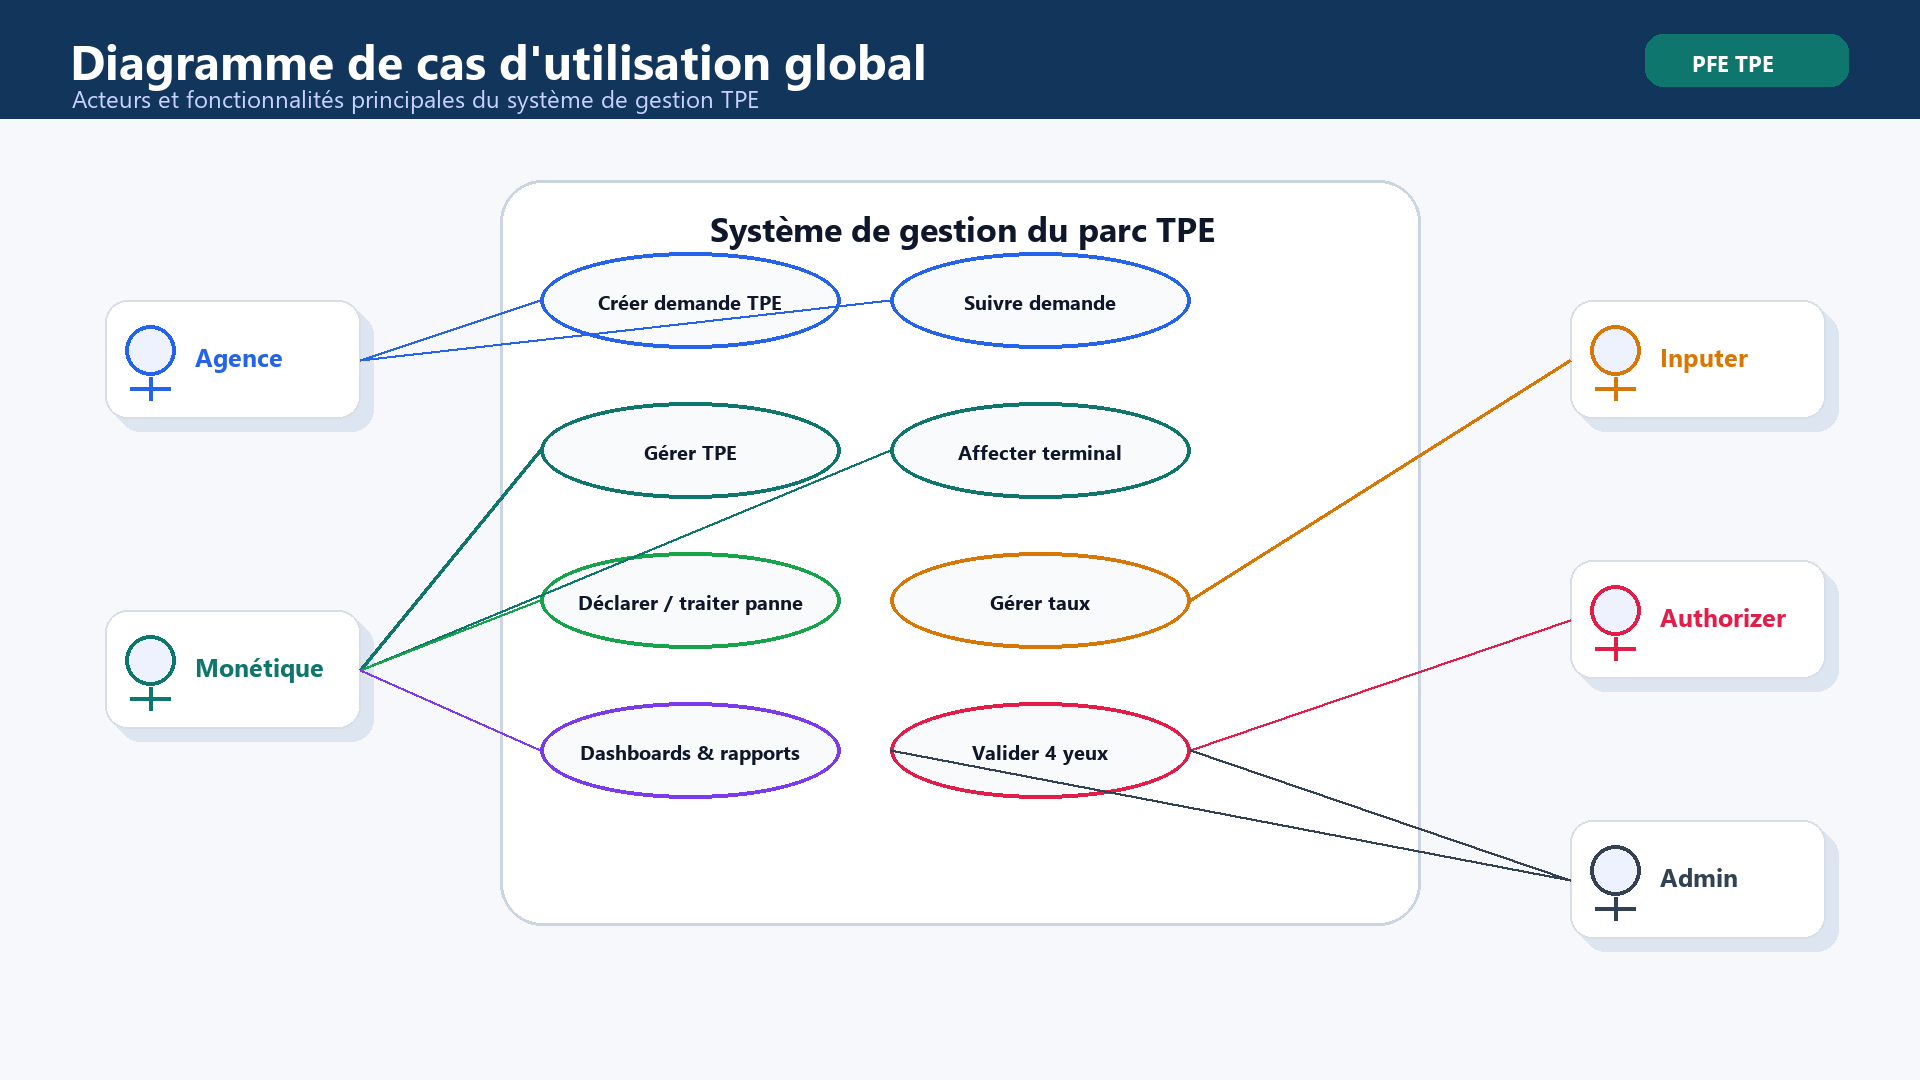 Diagramme de cas d'utilisation global
Acteurs et fonctionnalités principales du système de gestion TPE
PFE TPE
Système de gestion du parc TPE
Créer demande TPE
Suivre demande
Agence
Inputer
Gérer TPE
Affecter terminal
Déclarer / traiter panne
Gérer taux
Authorizer
Monétique
Dashboards & rapports
Valider 4 yeux
Admin